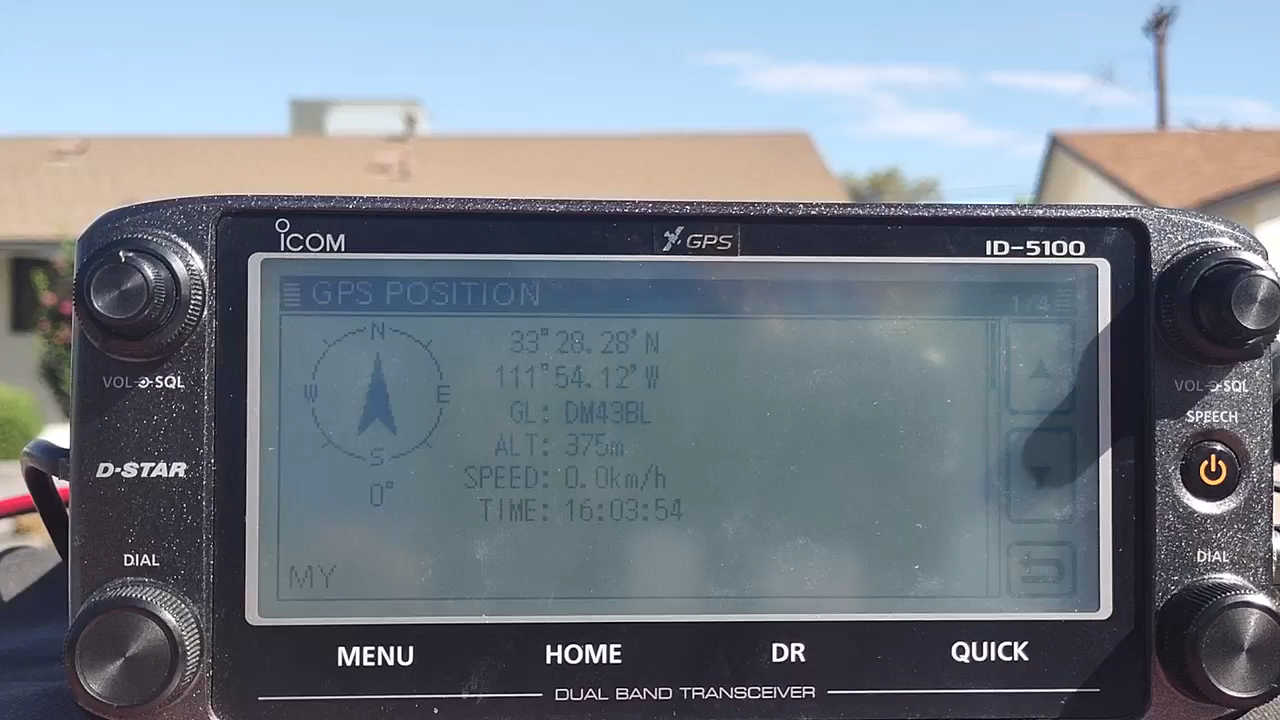 ICOM
GPS
ID-5100
GPS POSITION
1/4
N
W
E
S
0°
33°28.28'N
111°54.12'W
GL: DM43BL
ALT: 375m
SPEED: 0.0km/h
TIME: 16:03:54
MY
VOL SQL
D-STAR
DIAL
VOL SQL
SPEECH
DIAL
MENU
HOME
DR
QUICK
DUAL BAND TRANSCEIVER